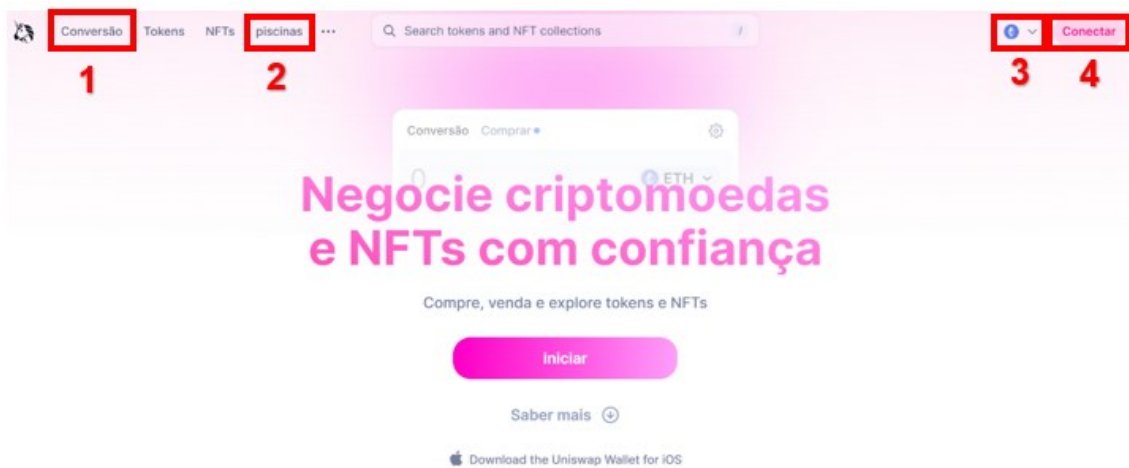 Conversão Tokens NFTs piscinas ··· Search tokens and NFT collections / Conectar
1 2 3 4
Conversão Comprar
0 ETH
Negocie criptomoedas
e NFTs com confiança
Compre, venda e explore tokens e NFTs
Iniciar
Saber mais
Download the Uniswap Wallet for iOS